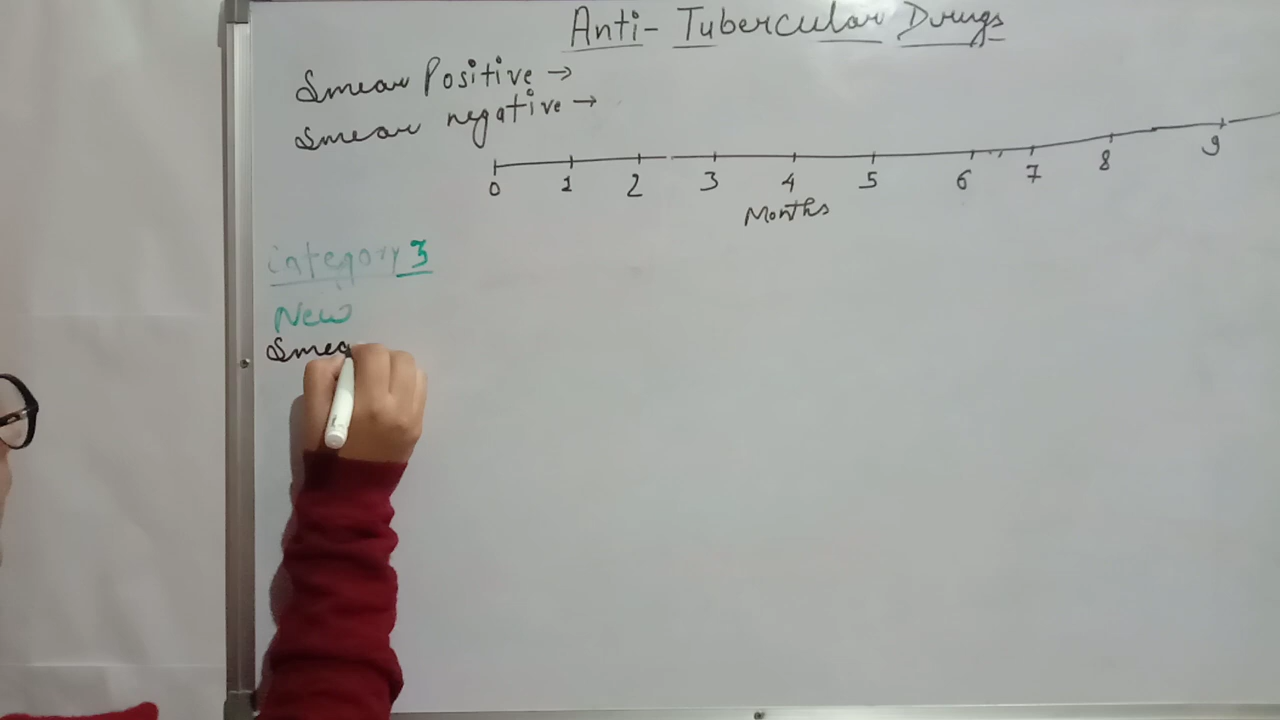 Anti-Tubercular Drugs
Smear Positive →
Smear negative →
0 1 2 3 4 5 6 7 8 9
Months
Category 3
New
Smea